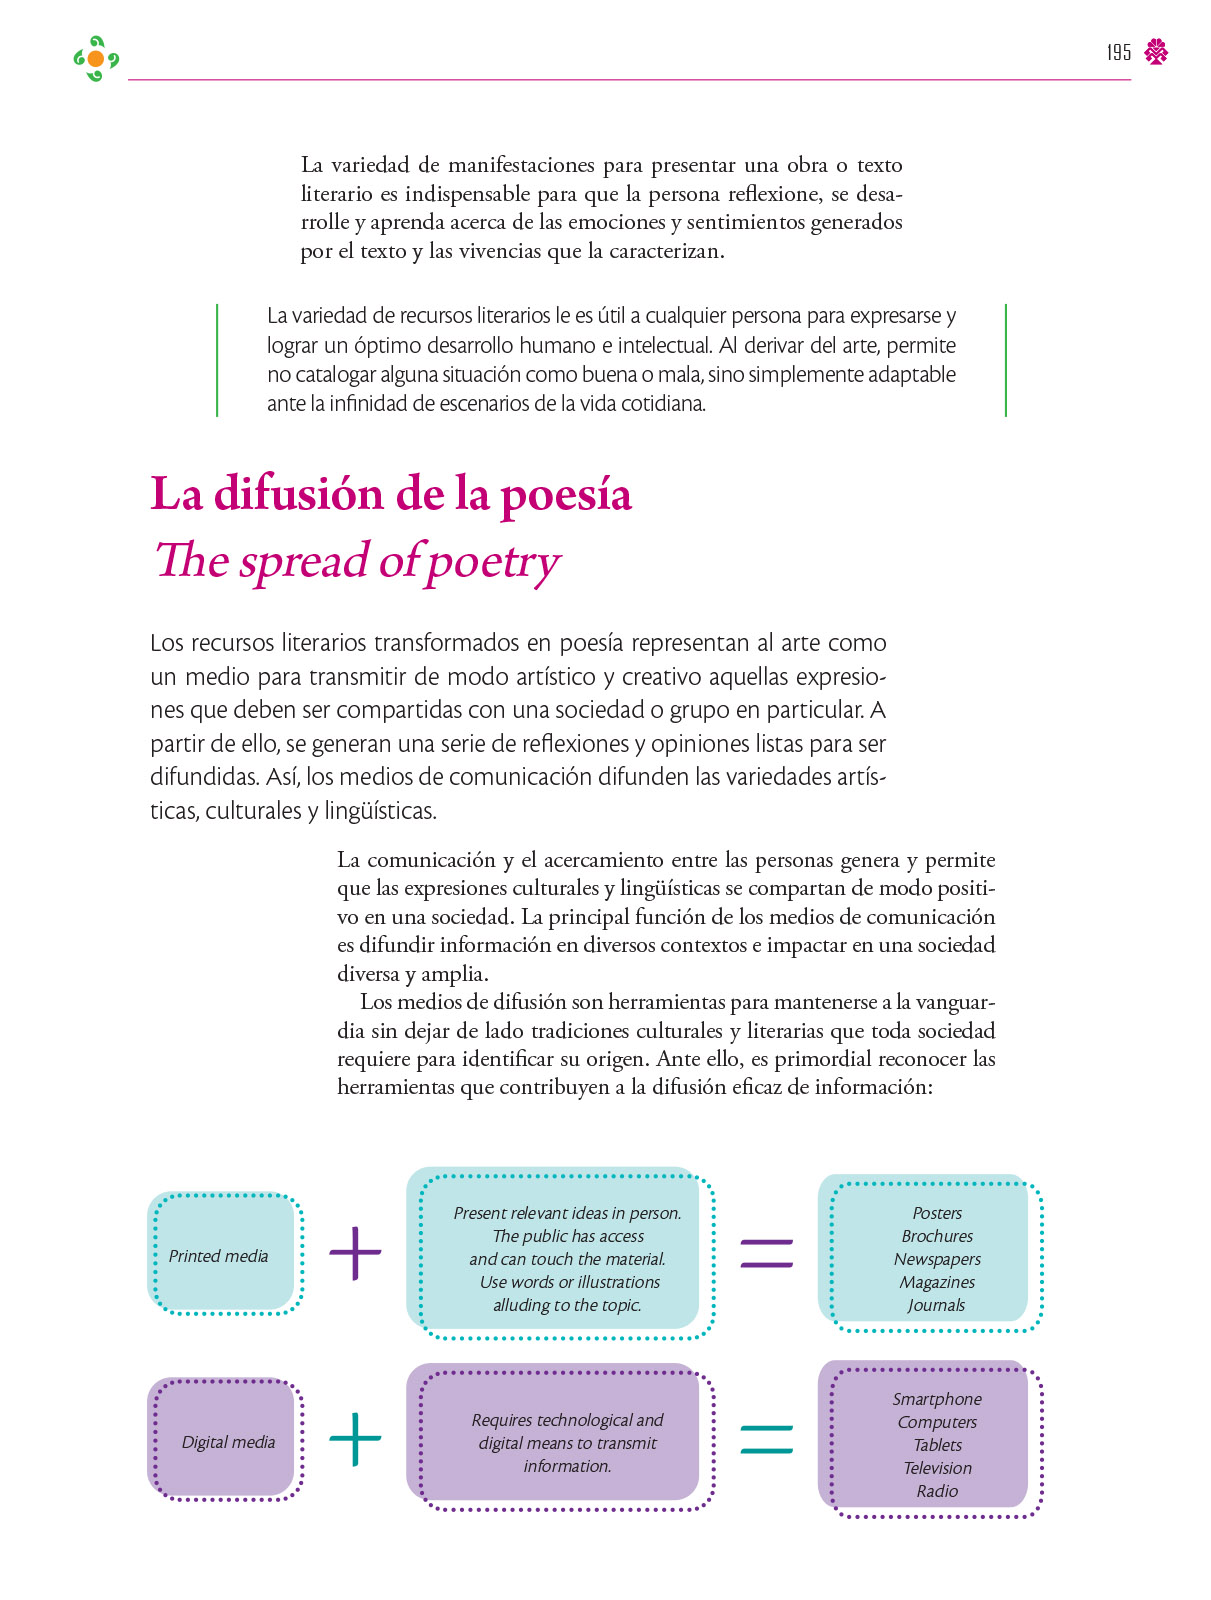 195
La variedad de manifestaciones para presentar una obra o texto
literario es indispensable para que la persona reflexione, se desa-
rrolle y aprenda acerca de las emociones y sentimientos generados
por el texto y las vivencias que la caracterizan.
La variedad de recursos literarios le es útil a cualquier persona para expresarse y
lograr un óptimo desarrollo humano e intelectual. Al derivar del arte, permite
no catalogar alguna situación como buena o mala, sino simplemente adaptable
ante la infinidad de escenarios de la vida cotidiana.
La difusión de la poesía
The spread of poetry
Los recursos literarios transformados en poesía representan al arte como
un medio para transmitir de modo artístico y creativo aquellas expresio-
nes que deben ser compartidas con una sociedad o grupo en particular. A
partir de ello, se generan una serie de reflexiones y opiniones listas para ser
difundidas. Así, los medios de comunicación difunden las variedades artís-
ticas, culturales y lingüísticas.
La comunicación y el acercamiento entre las personas genera y permite
que las expresiones culturales y lingüísticas se compartan de modo positi-
vo en una sociedad. La principal función de los medios de comunicación
es difundir información en diversos contextos e impactar en una sociedad
diversa y amplia.
Los medios de difusión son herramientas para mantenerse a la vanguar-
dia sin dejar de lado tradiciones culturales y literarias que toda sociedad
requiere para identificar su origen. Ante ello, es primordial reconocer las
herramientas que contribuyen a la difusión eficaz de información:
Printed media
+
Present relevant ideas in person.
The public has access
and can touch the material.
Use words or illustrations
alluding to the topic.
=
Posters
Brochures
Newspapers
Magazines
Journals
Digital media
+
Requires technological and
digital means to transmit
information.
=
Smartphone
Computers
Tablets
Television
Radio